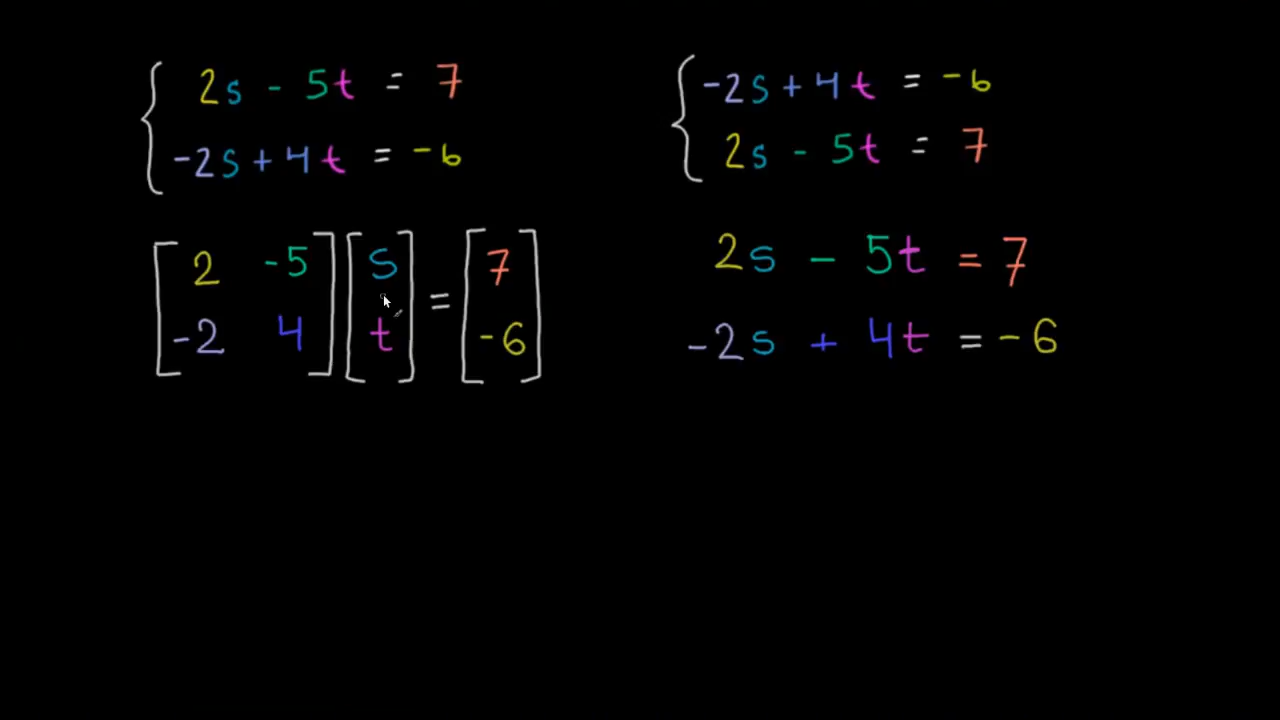 2s - 5t = 7
-2s + 4t = -6
[2 -5] [s] = [7]
[-2 4] [t] = [-6]
-2s + 4t = -6
2s - 5t = 7
2s - 5t = 7
-2s + 4t = -6